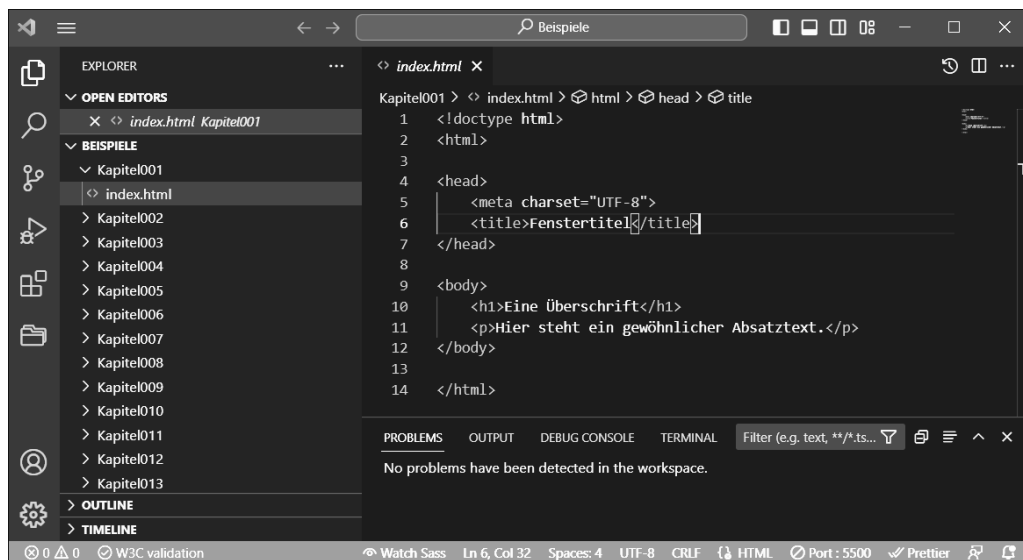 Beispiele
EXPLORER
OPEN EDITORS
index.html Kapitel001
BEISPIELE
Kapitel001
index.html
Kapitel002
Kapitel003
Kapitel004
Kapitel005
Kapitel006
Kapitel007
Kapitel008
Kapitel009
Kapitel010
Kapitel011
Kapitel012
Kapitel013
OUTLINE
TIMELINE
index.html
Kapitel001 > index.html > html > head > title
1 <!doctype html>
2 <html>
3
4 <head>
5 <meta charset="UTF-8">
6 <title>Fenstertitel</title>
7 </head>
8
9 <body>
10 <h1>Eine Überschrift</h1>
11 <p>Hier steht ein gewöhnlicher Absatztext.</p>
12 </body>
13
14 </html>
PROBLEMS OUTPUT DEBUG CONSOLE TERMINAL Filter (e.g. text, **/*.ts...
No problems have been detected in the workspace.
0 0 W3C validation Watch Sass Ln 6, Col 32 Spaces: 4 UTF-8 CRLF HTML Port : 5500 Prettier